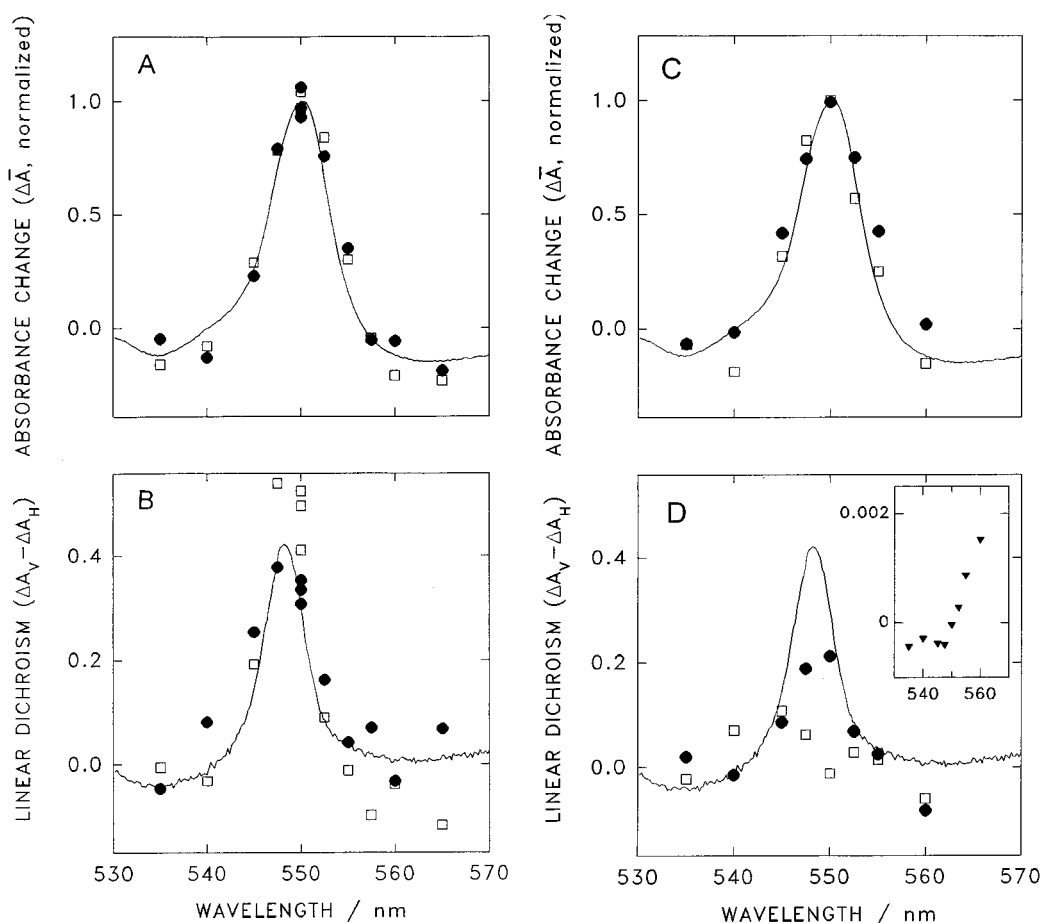 ABSORBANCE CHANGE (ΔA̅, normalized)
A
1.0
0.5
0.0
ABSORBANCE CHANGE (ΔA̅, normalized)
C
1.0
0.5
0.0
LINEAR DICHROISM (ΔA_V−ΔA_H)
B
0.4
0.2
0.0
530 540 550 560 570
WAVELENGTH / nm
LINEAR DICHROISM (ΔA_V−ΔA_H)
D
0.4
0.2
0.0
0.002
0
540 560
530 540 550 560 570
WAVELENGTH / nm